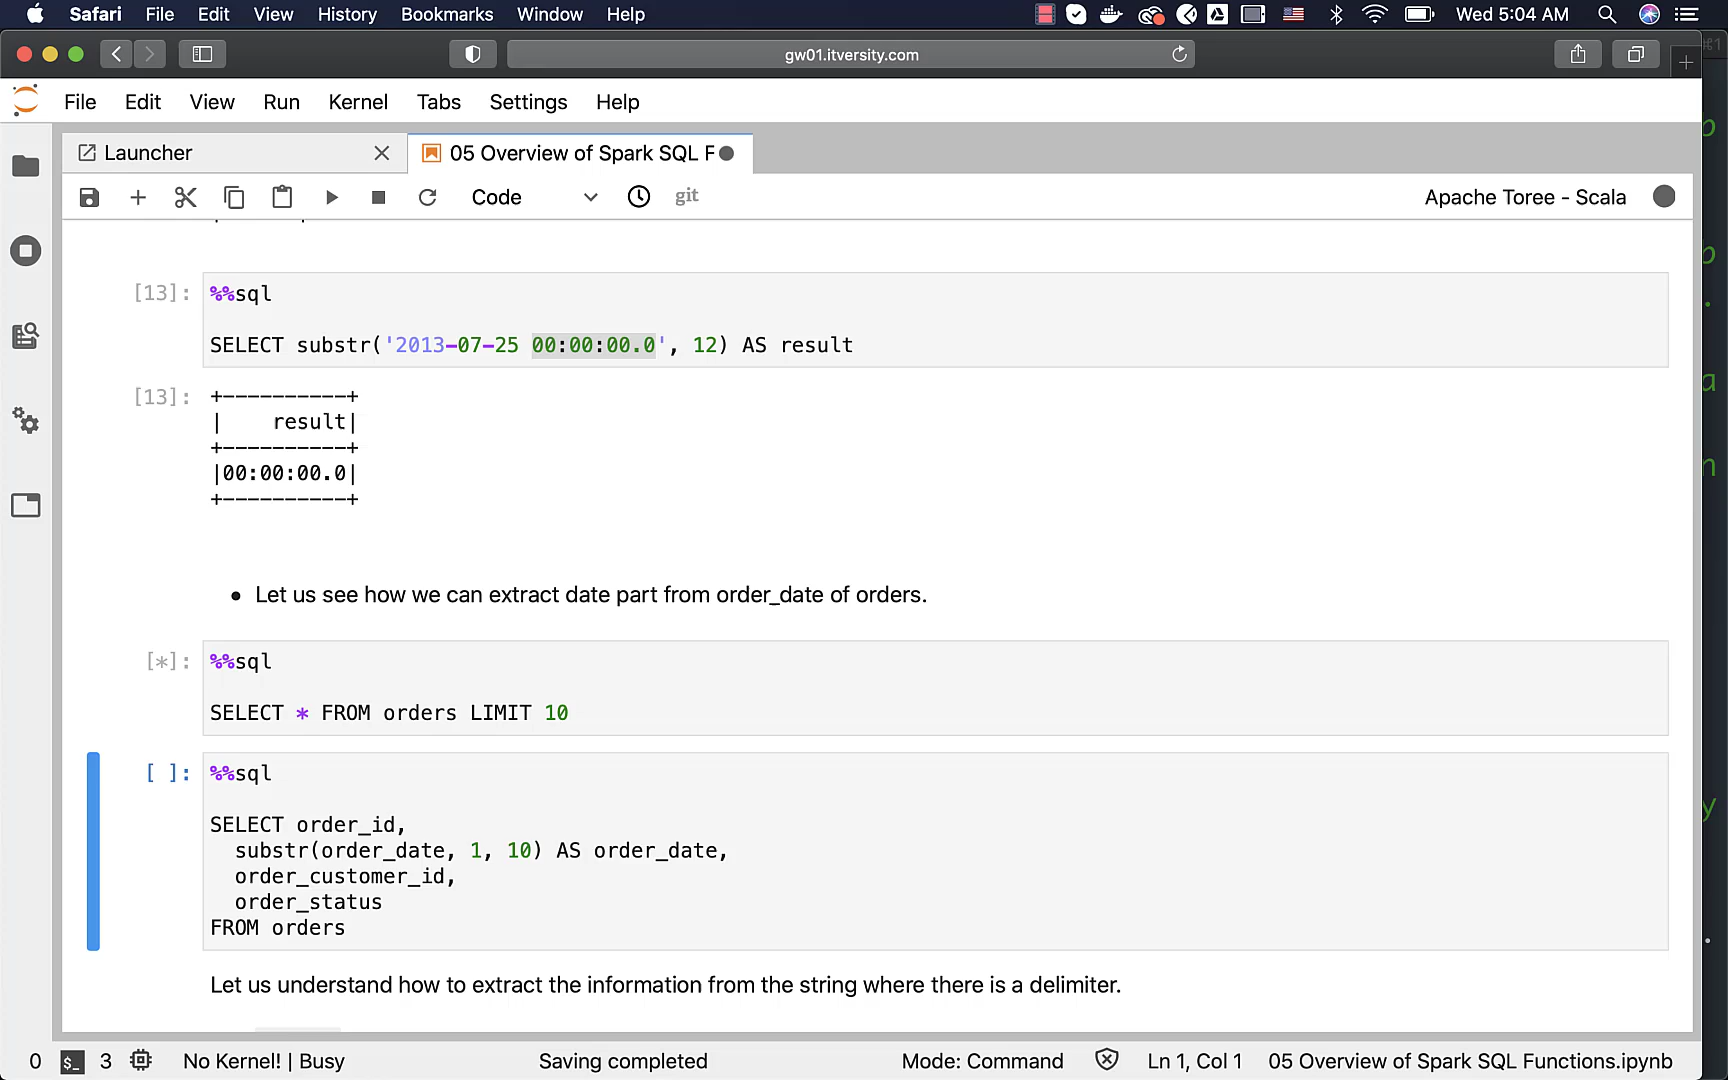 Safari File Edit View History Bookmarks Window Help Wed 5:04 AM
gw01.itversity.com
File Edit View Run Kernel Tabs Settings Help
Launcher 05 Overview of Spark SQL F
Code git Apache Toree - Scala
[13]: %%sql
SELECT substr('2013-07-25 00:00:00.0', 12) AS result
[13]: +----------+
|    result|
+----------+
|00:00:00.0|
+----------+
• Let us see how we can extract date part from order_date of orders.
[*]: %%sql
SELECT * FROM orders LIMIT 10
[ ]: %%sql
SELECT order_id,
substr(order_date, 1, 10) AS order_date,
order_customer_id,
order_status
FROM orders
Let us understand how to extract the information from the string where there is a delimiter.
0 $_ 3 No Kernel! | Busy Saving completed Mode: Command Ln 1, Col 1 05 Overview of Spark SQL Functions.ipynb